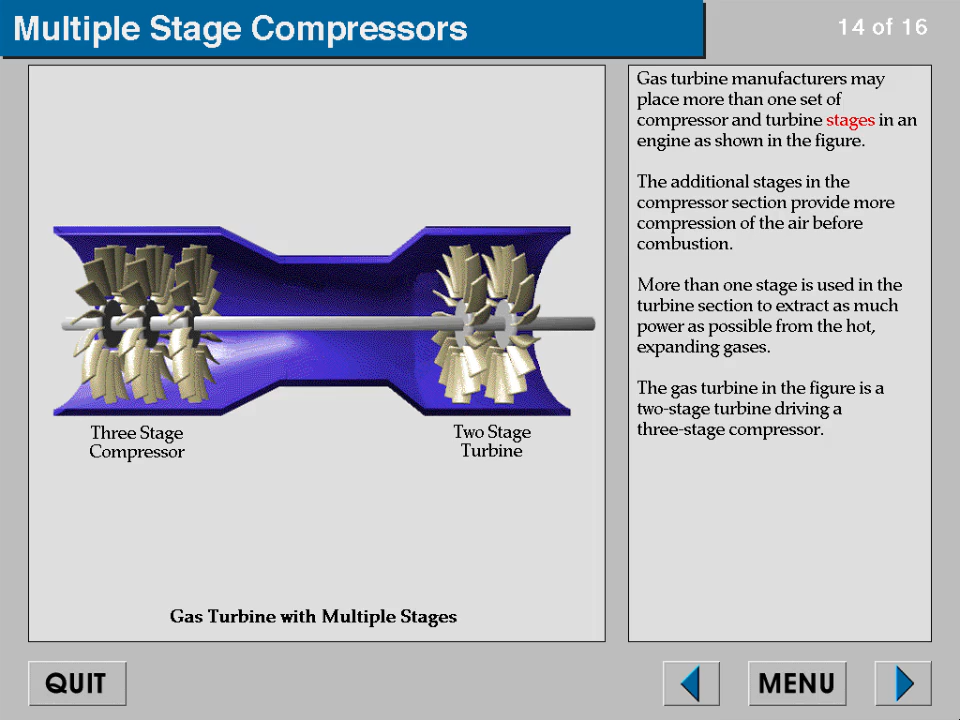 Multiple Stage Compressors
14 of 16
Gas turbine manufacturers may
place more than one set of
compressor and turbine stages in an
engine as shown in the figure.
The additional stages in the
compressor section provide more
compression of the air before
combustion.
More than one stage is used in the
turbine section to extract as much
power as possible from the hot,
expanding gases.
The gas turbine in the figure is a
two-stage turbine driving a
three-stage compressor.
Three Stage
Compressor
Two Stage
Turbine
Gas Turbine with Multiple Stages
QUIT
MENU